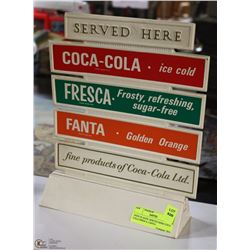 SERVED HERE
COCA-COLA • ice cold
FRESCA • Frosty, refreshing,
sugar-free
FANTA • Golden Orange
fine products of Coca-Cola Ltd.
LOT